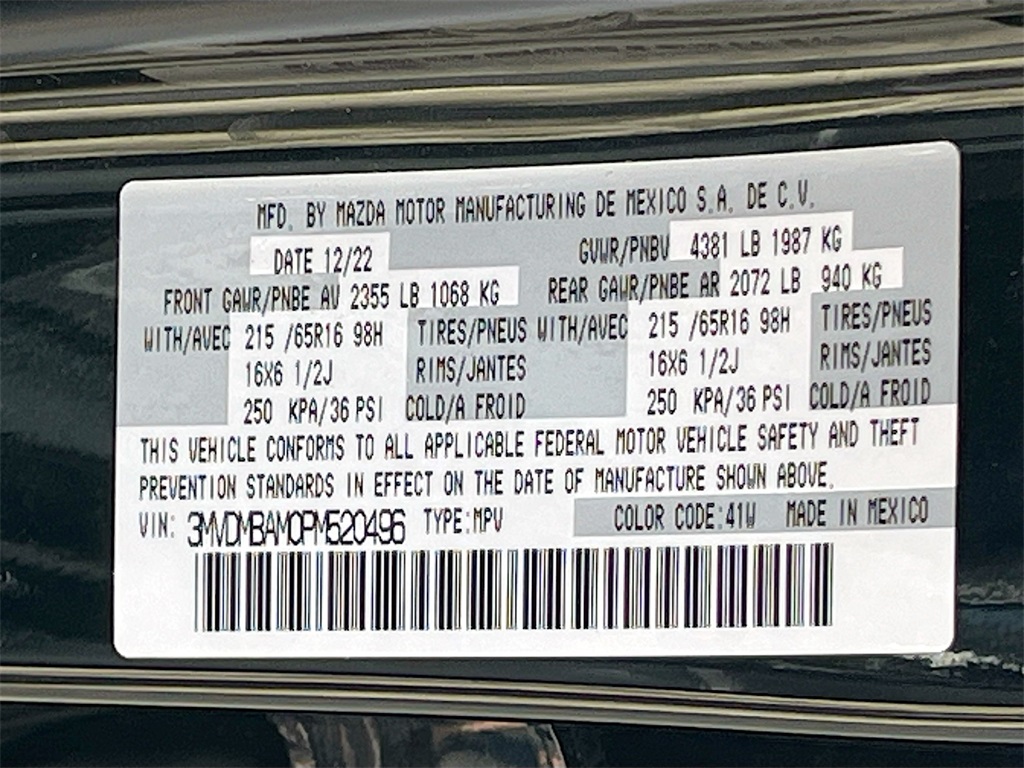 MFD. BY MAZDA MOTOR MANUFACTURING DE MEXICO S.A. DE C.V.
DATE 12/22 GVWR/PNBV 4381 LB 1987 KG
FRONT GAWR/PNBE AV 2355 LB 1068 KG REAR GAWR/PNBE AR 2072 LB 940 KG
WITH/AVEC 215 /65R16 98H TIRES/PNEUS WITH/AVEC 215 /65R16 98H TIRES/PNEUS
16X6 1/2J RIMS/JANTES 16X6 1/2J RIMS/JANTES
250 KPA/36 PSI COLD/A FROID 250 KPA/36 PSI COLD/A FROID
THIS VEHICLE CONFORMS TO ALL APPLICABLE FEDERAL MOTOR VEHICLE SAFETY AND THEFT
PREVENTION STANDARDS IN EFFECT ON THE DATE OF MANUFACTURE SHOWN ABOVE.
VIN: 3MVDMBAM0PM520496 TYPE:MPV COLOR CODE:41W MADE IN MEXICO